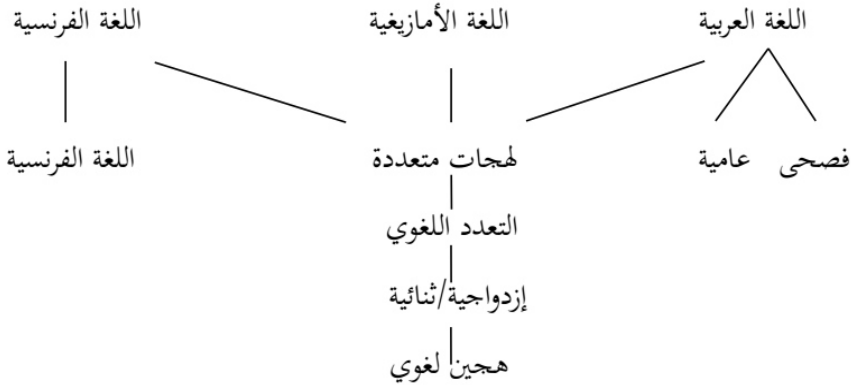 اللغة العربية اللغة الأمازيغية اللغة الفرنسية
فصحى عامية لهجات متعددة اللغة الفرنسية
التعدد اللغوي
إزدواجية/ثنائية
هجين لغوي